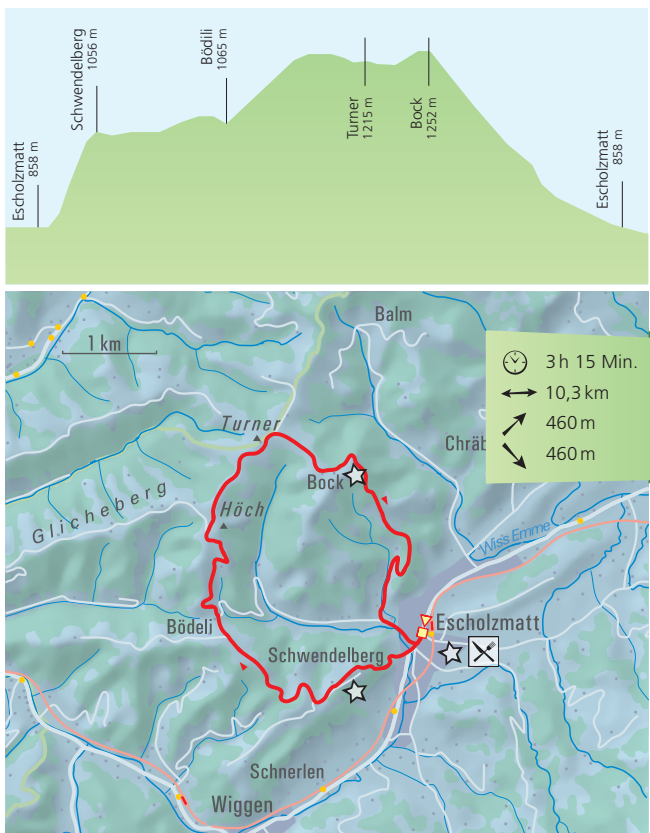 Escholzmatt
858 m
Schwendelberg
1056 m
Bödili
1065 m
Turner
1215 m
Bock
1252 m
Escholzmatt
858 m
Balm
1 km
3 h 15 Min.
10,3 km
460 m
460 m
Turner
Chräb
Bock
Glicheberg
Höch
Wiss Emme
Bödeli
Escholzmatt
Schwendelberg
Schnerlen
Wiggen